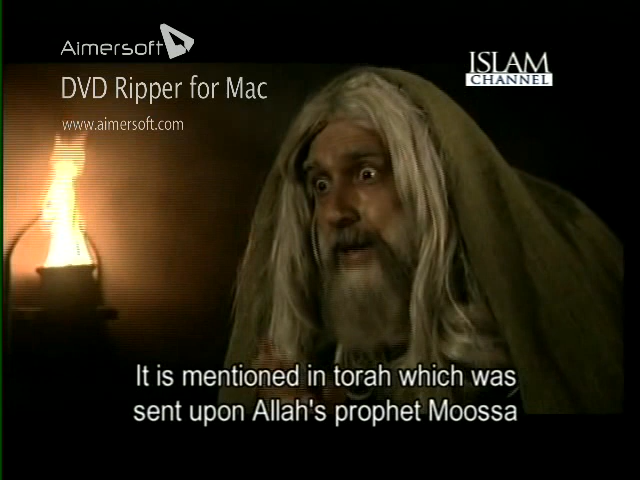 Aimersoft
DVD Ripper for Mac
www.aimersoft.com
ISLAM
CHANNEL
It is mentioned in torah which was
sent upon Allah's prophet Moossa